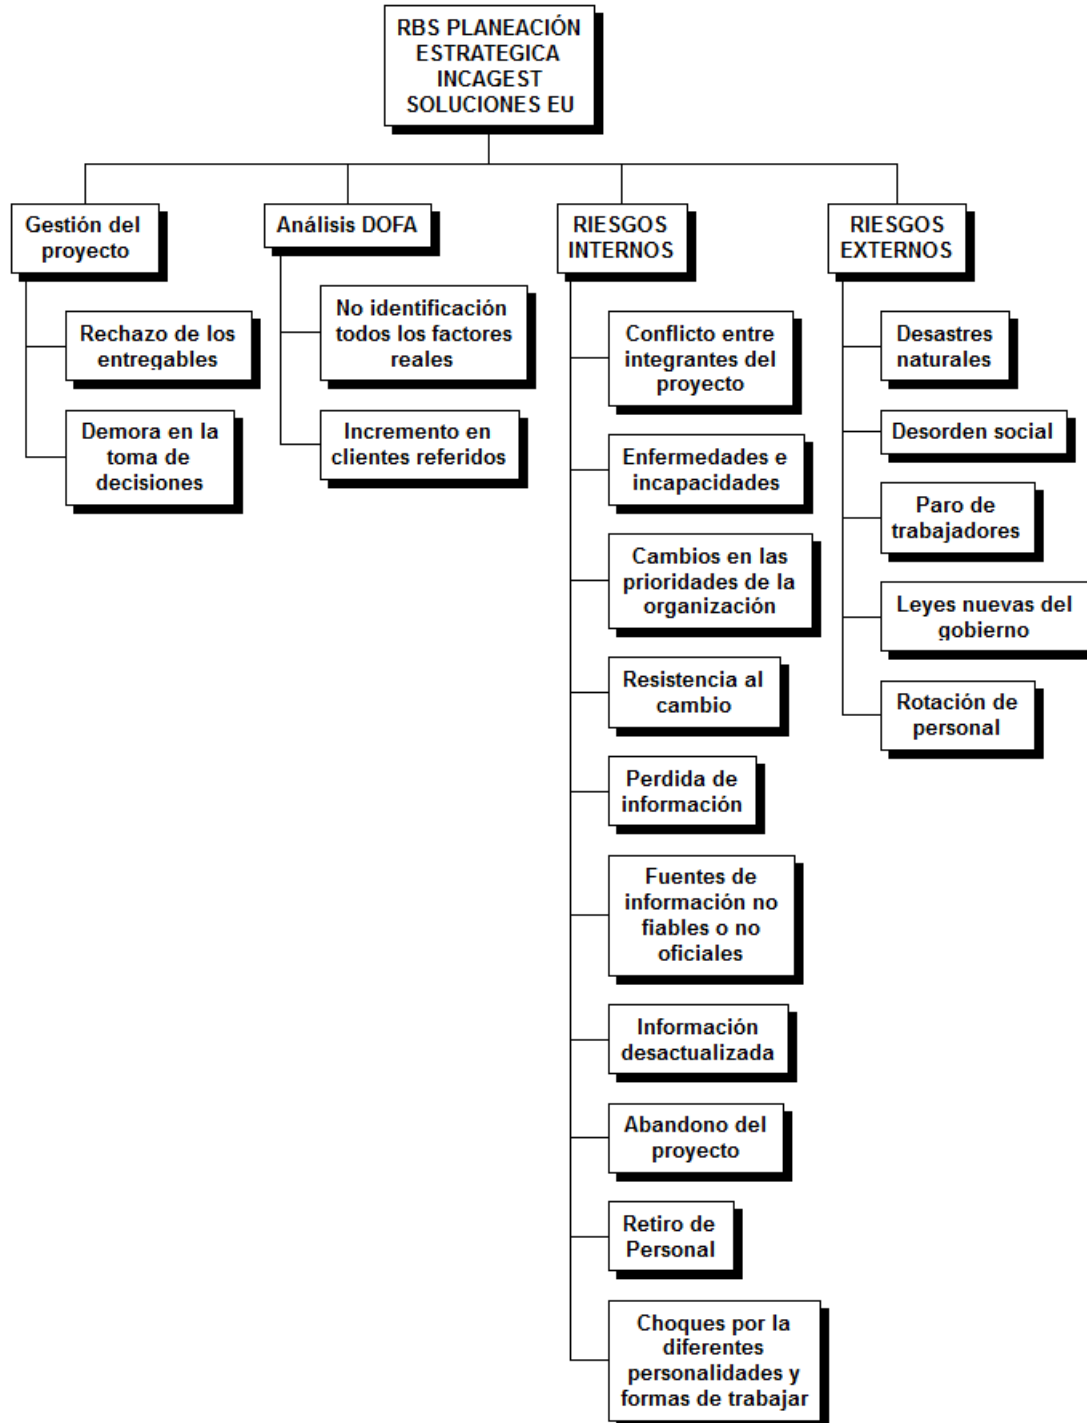 RBS PLANEACIÓN
ESTRATEGICA
INCAGEST
SOLUCIONES EU
Gestión del
proyecto
Rechazo de los
entregables
Demora en la
toma de
decisiones
Análisis DOFA
No identificación
todos los factores
reales
Incremento en
clientes referidos
RIESGOS
INTERNOS
Conflicto entre
integrantes del
proyecto
Enfermedades e
incapacidades
Cambios en las
prioridades de la
organización
Resistencia al
cambio
Perdida de
información
Fuentes de
información no
fiables o no
oficiales
Información
desactualizada
Abandono del
proyecto
Retiro de
Personal
Choques por la
diferentes
personalidades y
formas de trabajar
RIESGOS
EXTERNOS
Desastres
naturales
Desorden social
Paro de
trabajadores
Leyes nuevas del
gobierno
Rotación de
personal